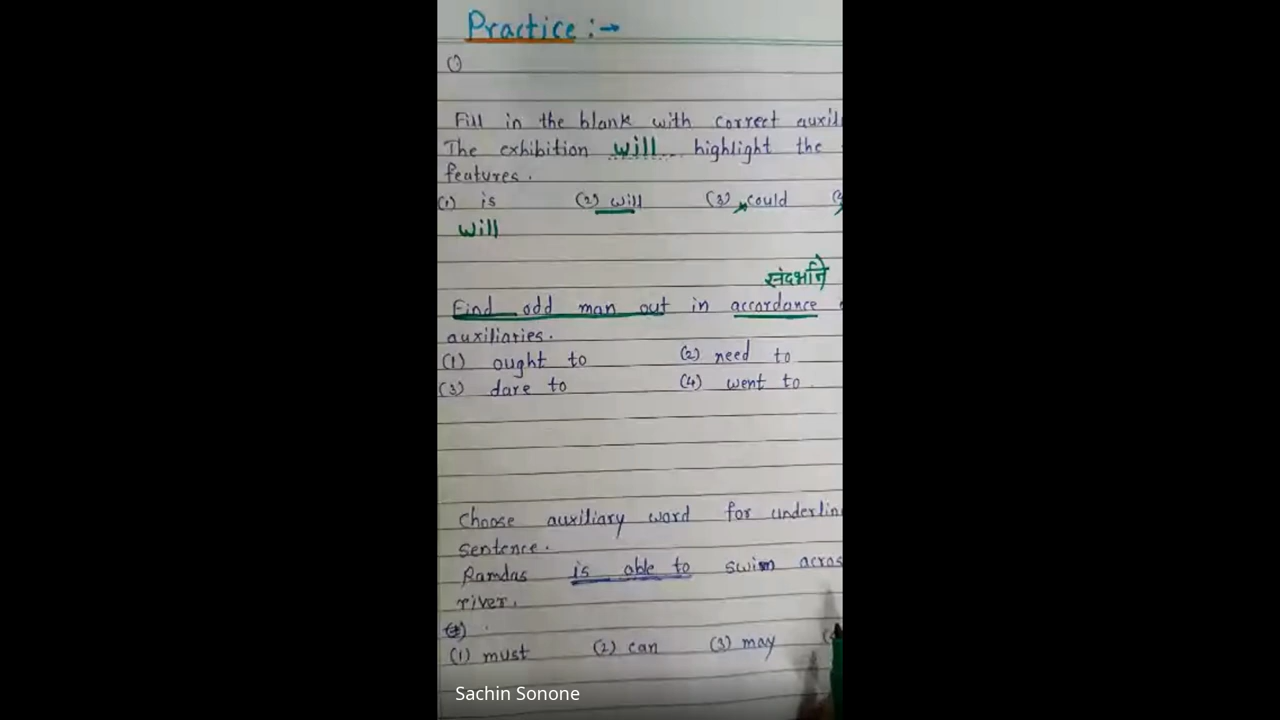 Practice :→
①
Fill in the blank with correct
The exhibition will highlight the
features.
(1) is (2) will (3) could
will
संदर्भाने
Find odd man out in accordance
auxiliaries.
(1) ought to (2) need to
(3) dare to (4) went to
Choose auxiliary word for
sentence.
Ramdas is able to swim
river.
(1) must (2) can (3) may
Sachin Sonone